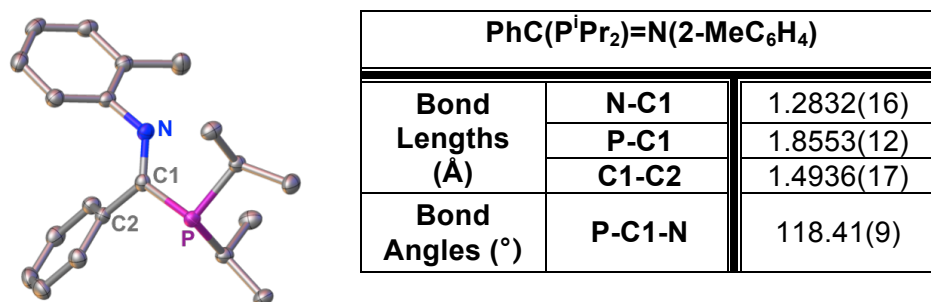 N
C1
C2
P
PhC(PⁱPr₂)=N(2-MeC₆H₄)
Bond Lengths (Å)
N-C1 1.2832(16)
P-C1 1.8553(12)
C1-C2 1.4936(17)
Bond Angles (°)
P-C1-N 118.41(9)